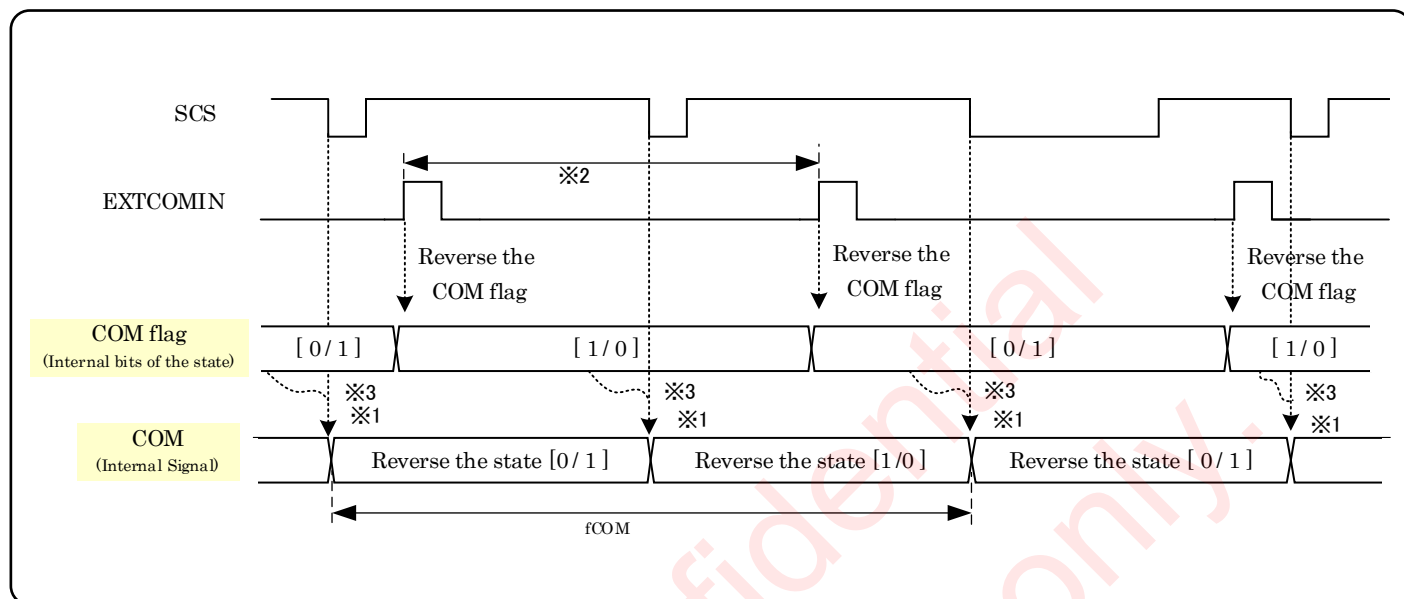 SCS
※2
EXTCOMIN
Reverse the
COM flag
Reverse the
COM flag
Reverse the
COM flag
COM flag
(Internal bits of the state)
[ 0 / 1 ]
[ 1 / 0 ]
[ 0 / 1 ]
[ 1 / 0 ]
※3
※1
※3
※1
※3
※1
※3
※1
COM
(Internal Signal)
Reverse the state [0 / 1 ]
Reverse the state [1 /0 ]
Reverse the state [ 0 / 1 ]
fCOM
fidential
only.